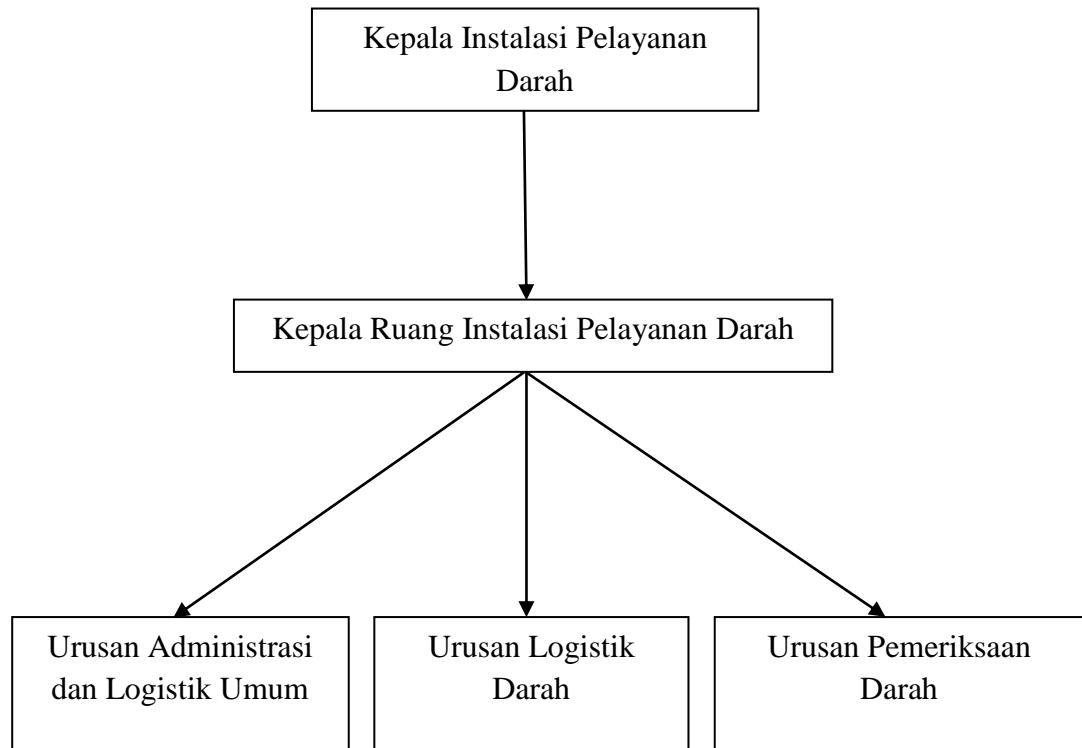 Kepala Instalasi Pelayanan
Darah
Kepala Ruang Instalasi Pelayanan Darah
Urusan Administrasi
dan Logistik Umum
Urusan Logistik
Darah
Urusan Pemeriksaan
Darah